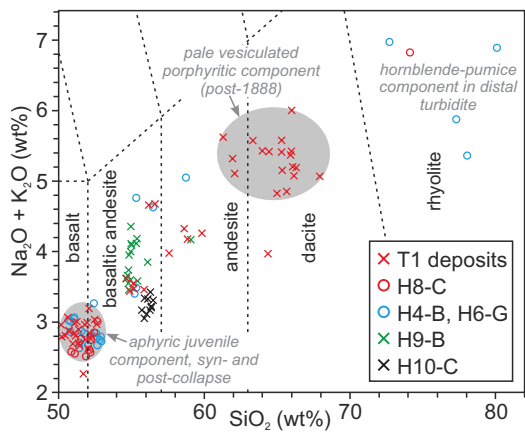 7
6
5
4
3
2
Na₂O + K₂O (wt%)
pale vesiculated
porphyritic component
(post-1888)
hornblende-pumice
component in distal
turbidite
basalt
basaltic andesite
andesite
dacite
rhyolite
aphyric juvenile
component, syn- and
post-collapse
T1 deposits
H8-C
H4-B, H6-G
H9-B
H10-C
50
60
70
80
SiO₂ (wt%)